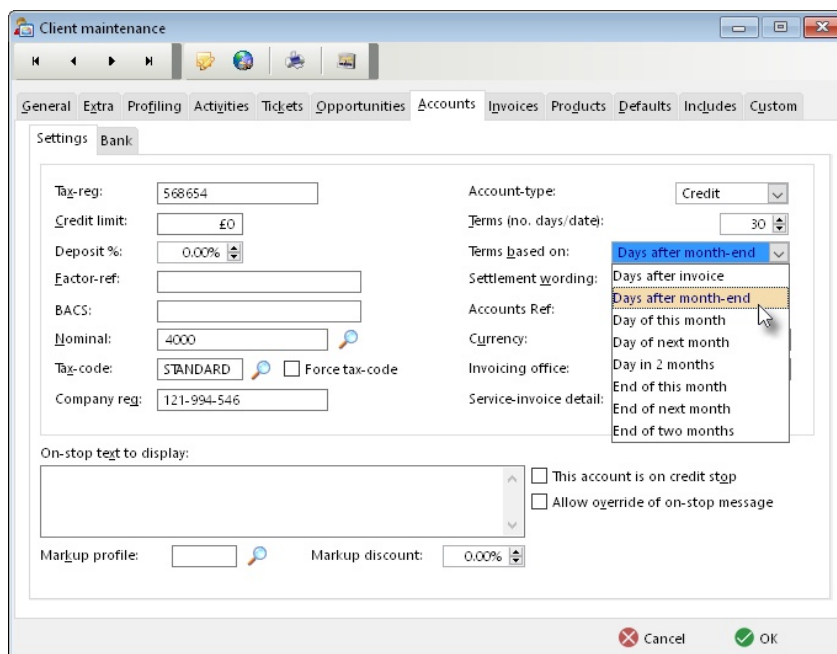 Client maintenance
General Extra Profiling Activities Tickets Opportunities Accounts Invoices Products Defaults Includes Custom
Settings Bank
Tax-reg: 568654
Credit limit: £0
Deposit %: 0.00%
Factor-ref:
BACS:
Nominal: 4000
Tax-code: STANDARD Force tax-code
Company reg: 121-994-546
Account-type: Credit
Terms (no. days/date): 30
Terms based on: Days after month-end
Settlement wording:
Accounts Ref:
Currency:
Invoicing office:
Service-invoice detail:
Days after invoice
Days after month-end
Day of this month
Day of next month
Day in 2 months
End of this month
End of next month
End of two months
On-stop text to display:
This account is on credit stop
Allow override of on-stop message
Markup profile: Markup discount: 0.00%
Cancel OK